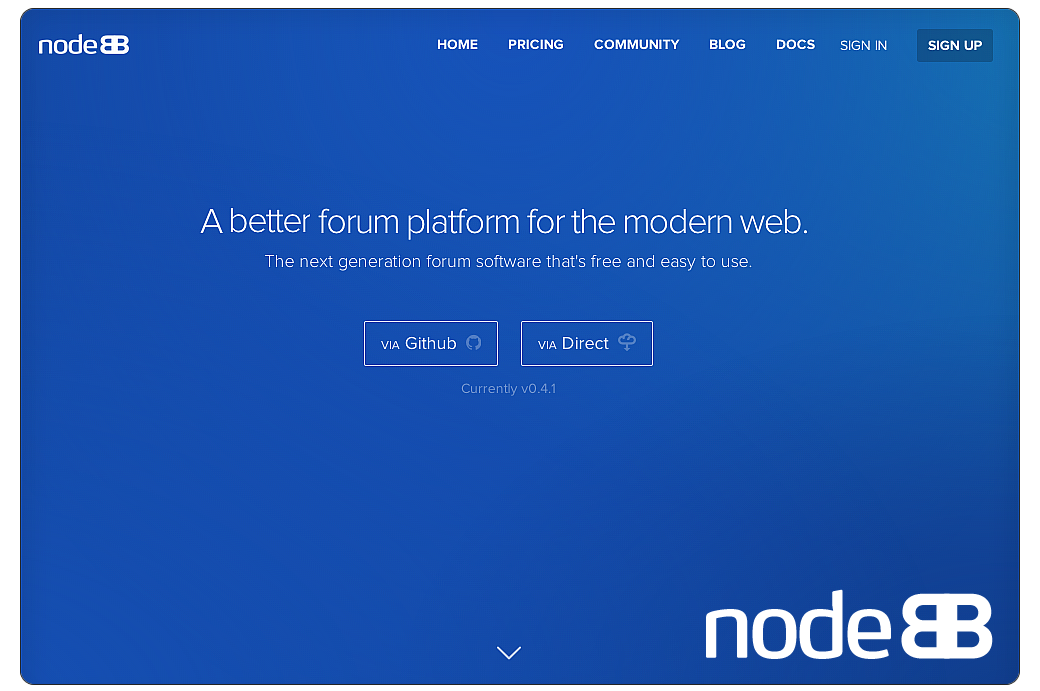 nodeBB HOME PRICING COMMUNITY BLOG DOCS SIGN IN SIGN UP
A better forum platform for the modern web.
The next generation forum software that's free and easy to use.
VIA Github VIA Direct
Currently v0.4.1
nodeBB